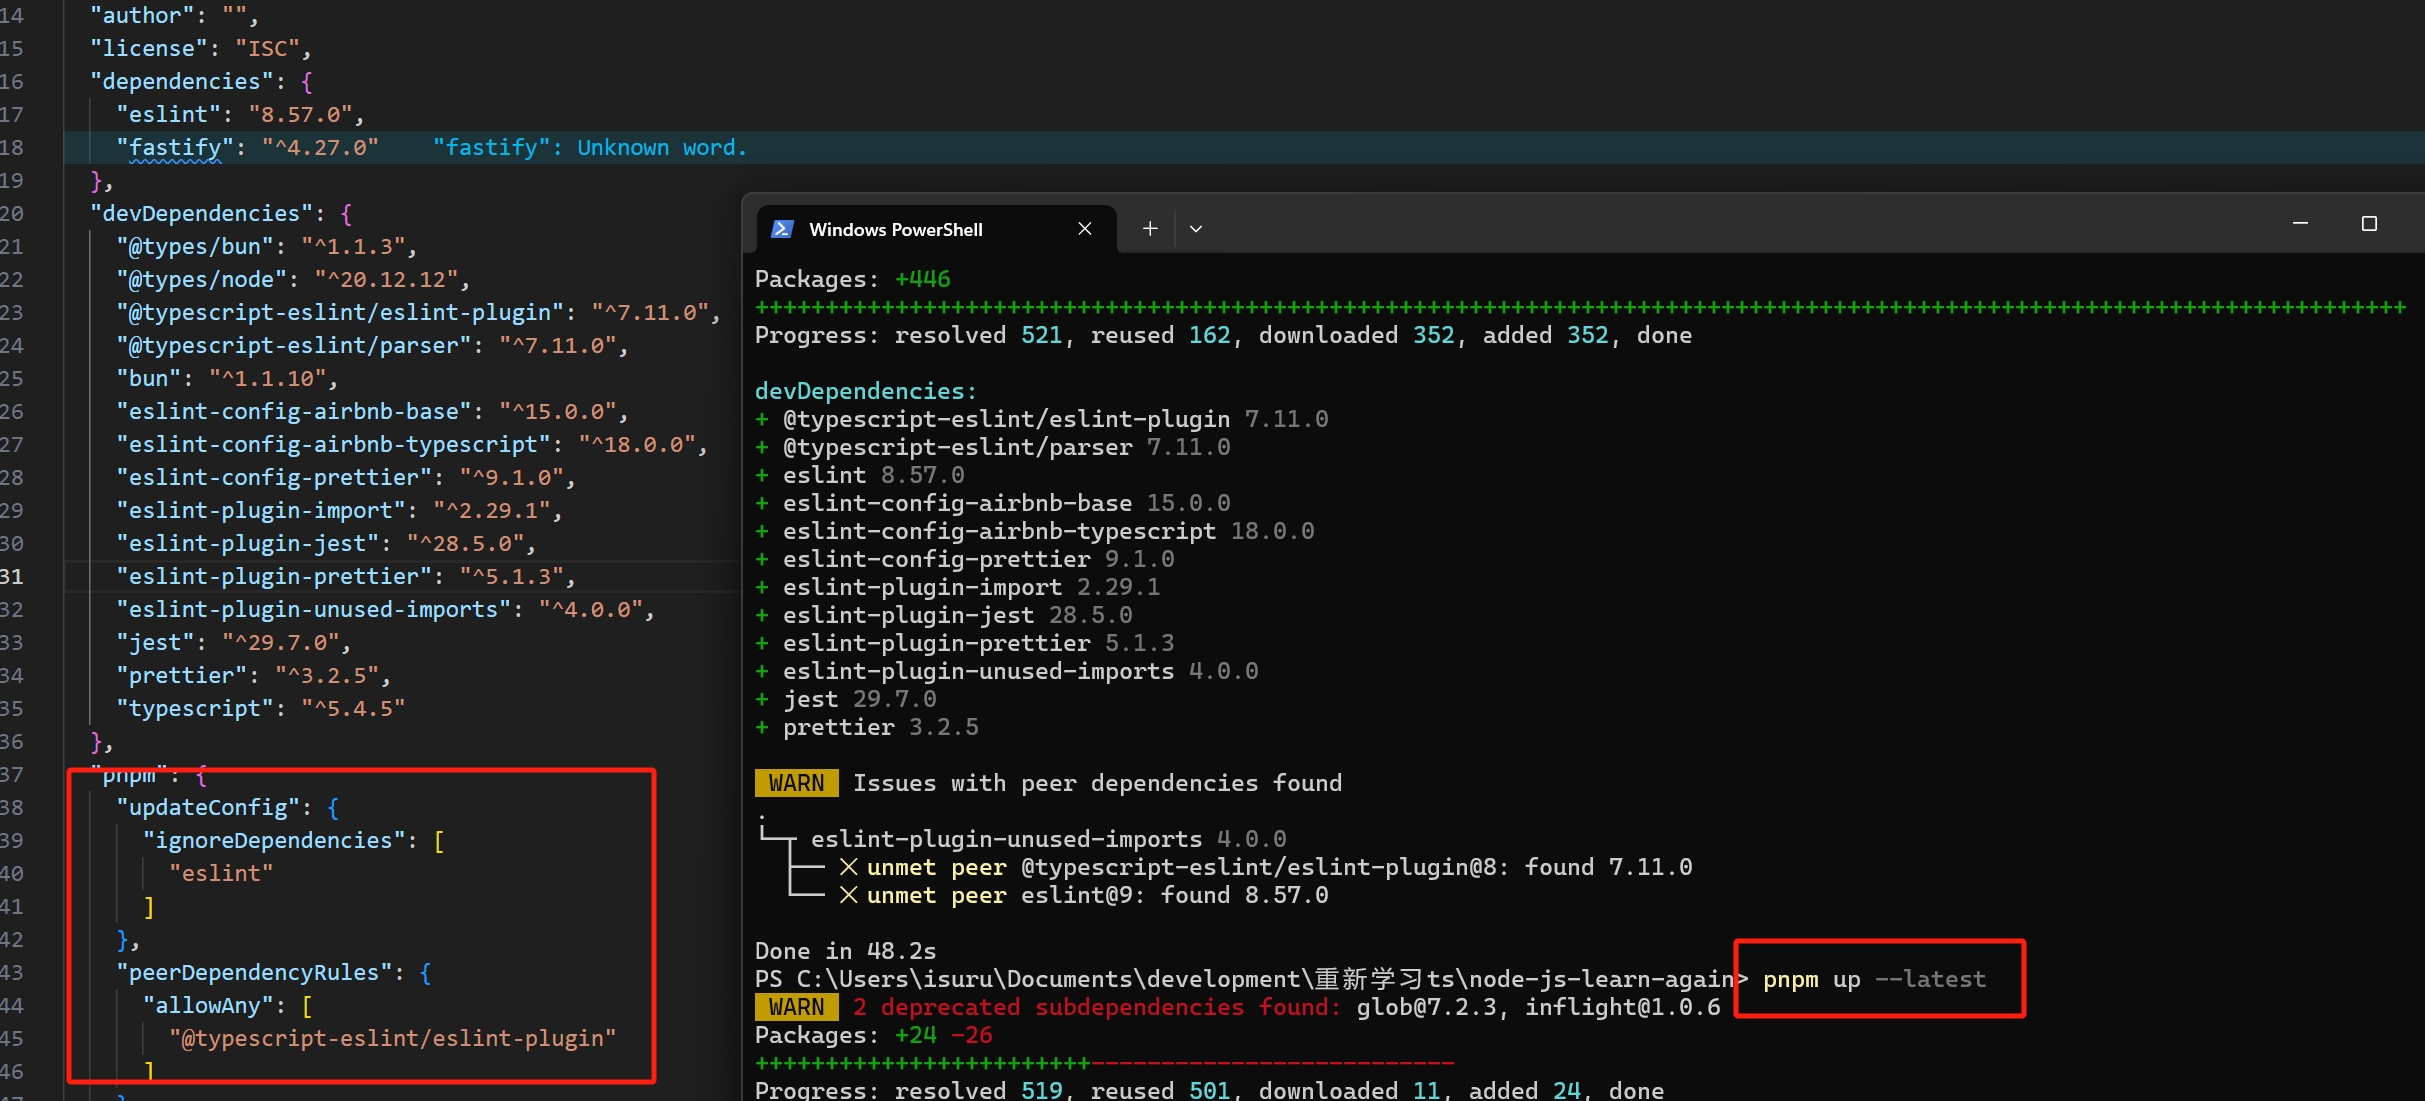 14 "author": "",
15 "license": "ISC",
16 "dependencies": {
17 "eslint": "8.57.0",
18 "fastify": "^4.27.0" "fastify": Unknown word.
19 },
20 "devDependencies": {
21 "@types/bun": "^1.1.3",
22 "@types/node": "^20.12.12",
23 "@typescript-eslint/eslint-plugin": "^7.11.0",
24 "@typescript-eslint/parser": "^7.11.0",
25 "bun": "^1.1.10",
26 "eslint-config-airbnb-base": "^15.0.0",
27 "eslint-config-airbnb-typescript": "^18.0.0",
28 "eslint-config-prettier": "^9.1.0",
29 "eslint-plugin-import": "^2.29.1",
30 "eslint-plugin-jest": "^28.5.0",
31 "eslint-plugin-prettier": "^5.1.3",
32 "eslint-plugin-unused-imports": "^4.0.0",
33 "jest": "^29.7.0",
34 "prettier": "^3.2.5",
35 "typescript": "^5.4.5"
36 },
37 "pnpm": {
38 "updateConfig": {
39 "ignoreDependencies": [
40 "eslint"
41 ]
42 },
43 "peerDependencyRules": {
44 "allowAny": [
45 "@typescript-eslint/eslint-plugin"
46 ]
Windows PowerShell
Packages: +446
++++++++++++++++++++++++++++++++++++++++++++++++++++++++++++++++++++++++++++++++++++++++++++++++++++++++++++++++++++++
Progress: resolved 521, reused 162, downloaded 352, added 352, done
devDependencies:
+ @typescript-eslint/eslint-plugin 7.11.0
+ @typescript-eslint/parser 7.11.0
+ eslint 8.57.0
+ eslint-config-airbnb-base 15.0.0
+ eslint-config-airbnb-typescript 18.0.0
+ eslint-config-prettier 9.1.0
+ eslint-plugin-import 2.29.1
+ eslint-plugin-jest 28.5.0
+ eslint-plugin-prettier 5.1.3
+ eslint-plugin-unused-imports 4.0.0
+ jest 29.7.0
+ prettier 3.2.5
WARN Issues with peer dependencies found
.
└─┬ eslint-plugin-unused-imports 4.0.0
├── ✕ unmet peer @typescript-eslint/eslint-plugin@8: found 7.11.0
└── ✕ unmet peer eslint@9: found 8.57.0
Done in 48.2s
PS C:\Users\isuru\Documents\development\重新学习ts\node-js-learn-again> pnpm up --latest
WARN 2 deprecated subdependencies found: glob@7.2.3, inflight@1.0.6
Packages: +24 -26
++++++++++++++++++++++++--------------------------
Progress: resolved 519, reused 501, downloaded 11, added 24, done